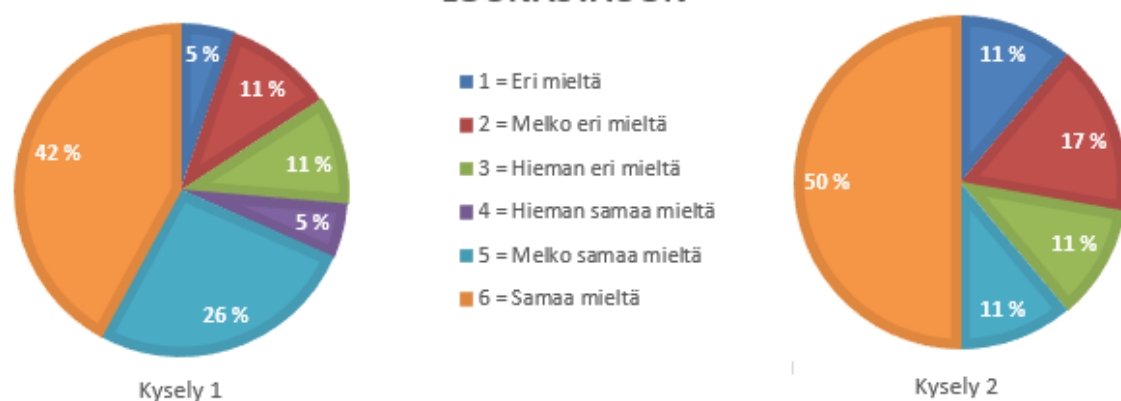 5 %
11 %
11 %
5 %
26 %
42 %
Kysely 1
1 = Eri mieltä
2 = Melko eri mieltä
3 = Hieman eri mieltä
4 = Hieman samaa mieltä
5 = Melko samaa mieltä
6 = Samaa mieltä
11 %
17 %
11 %
11 %
50 %
Kysely 2